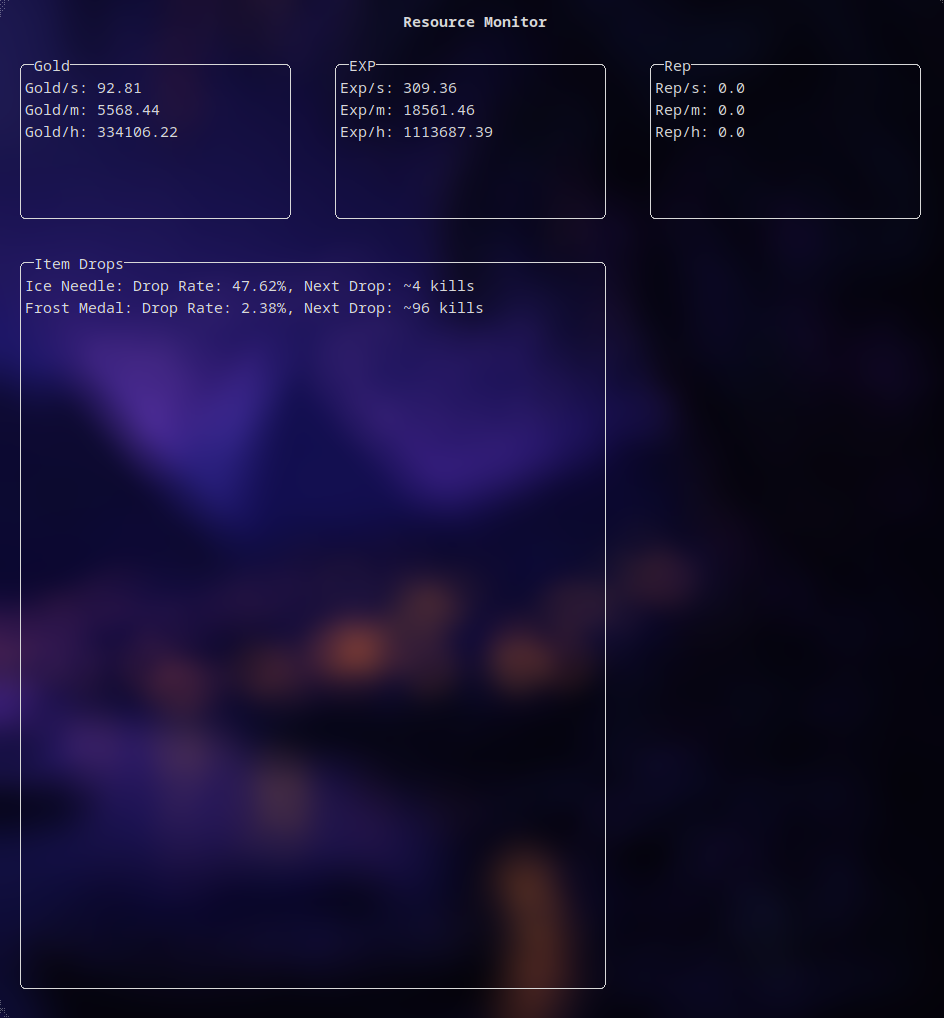 Resource Monitor
Gold
Gold/s: 92.81
Gold/m: 5568.44
Gold/h: 334106.22
EXP
Exp/s: 309.36
Exp/m: 18561.46
Exp/h: 1113687.39
Rep
Rep/s: 0.0
Rep/m: 0.0
Rep/h: 0.0
Item Drops
Ice Needle: Drop Rate: 47.62%, Next Drop: ~4 kills
Frost Medal: Drop Rate: 2.38%, Next Drop: ~96 kills